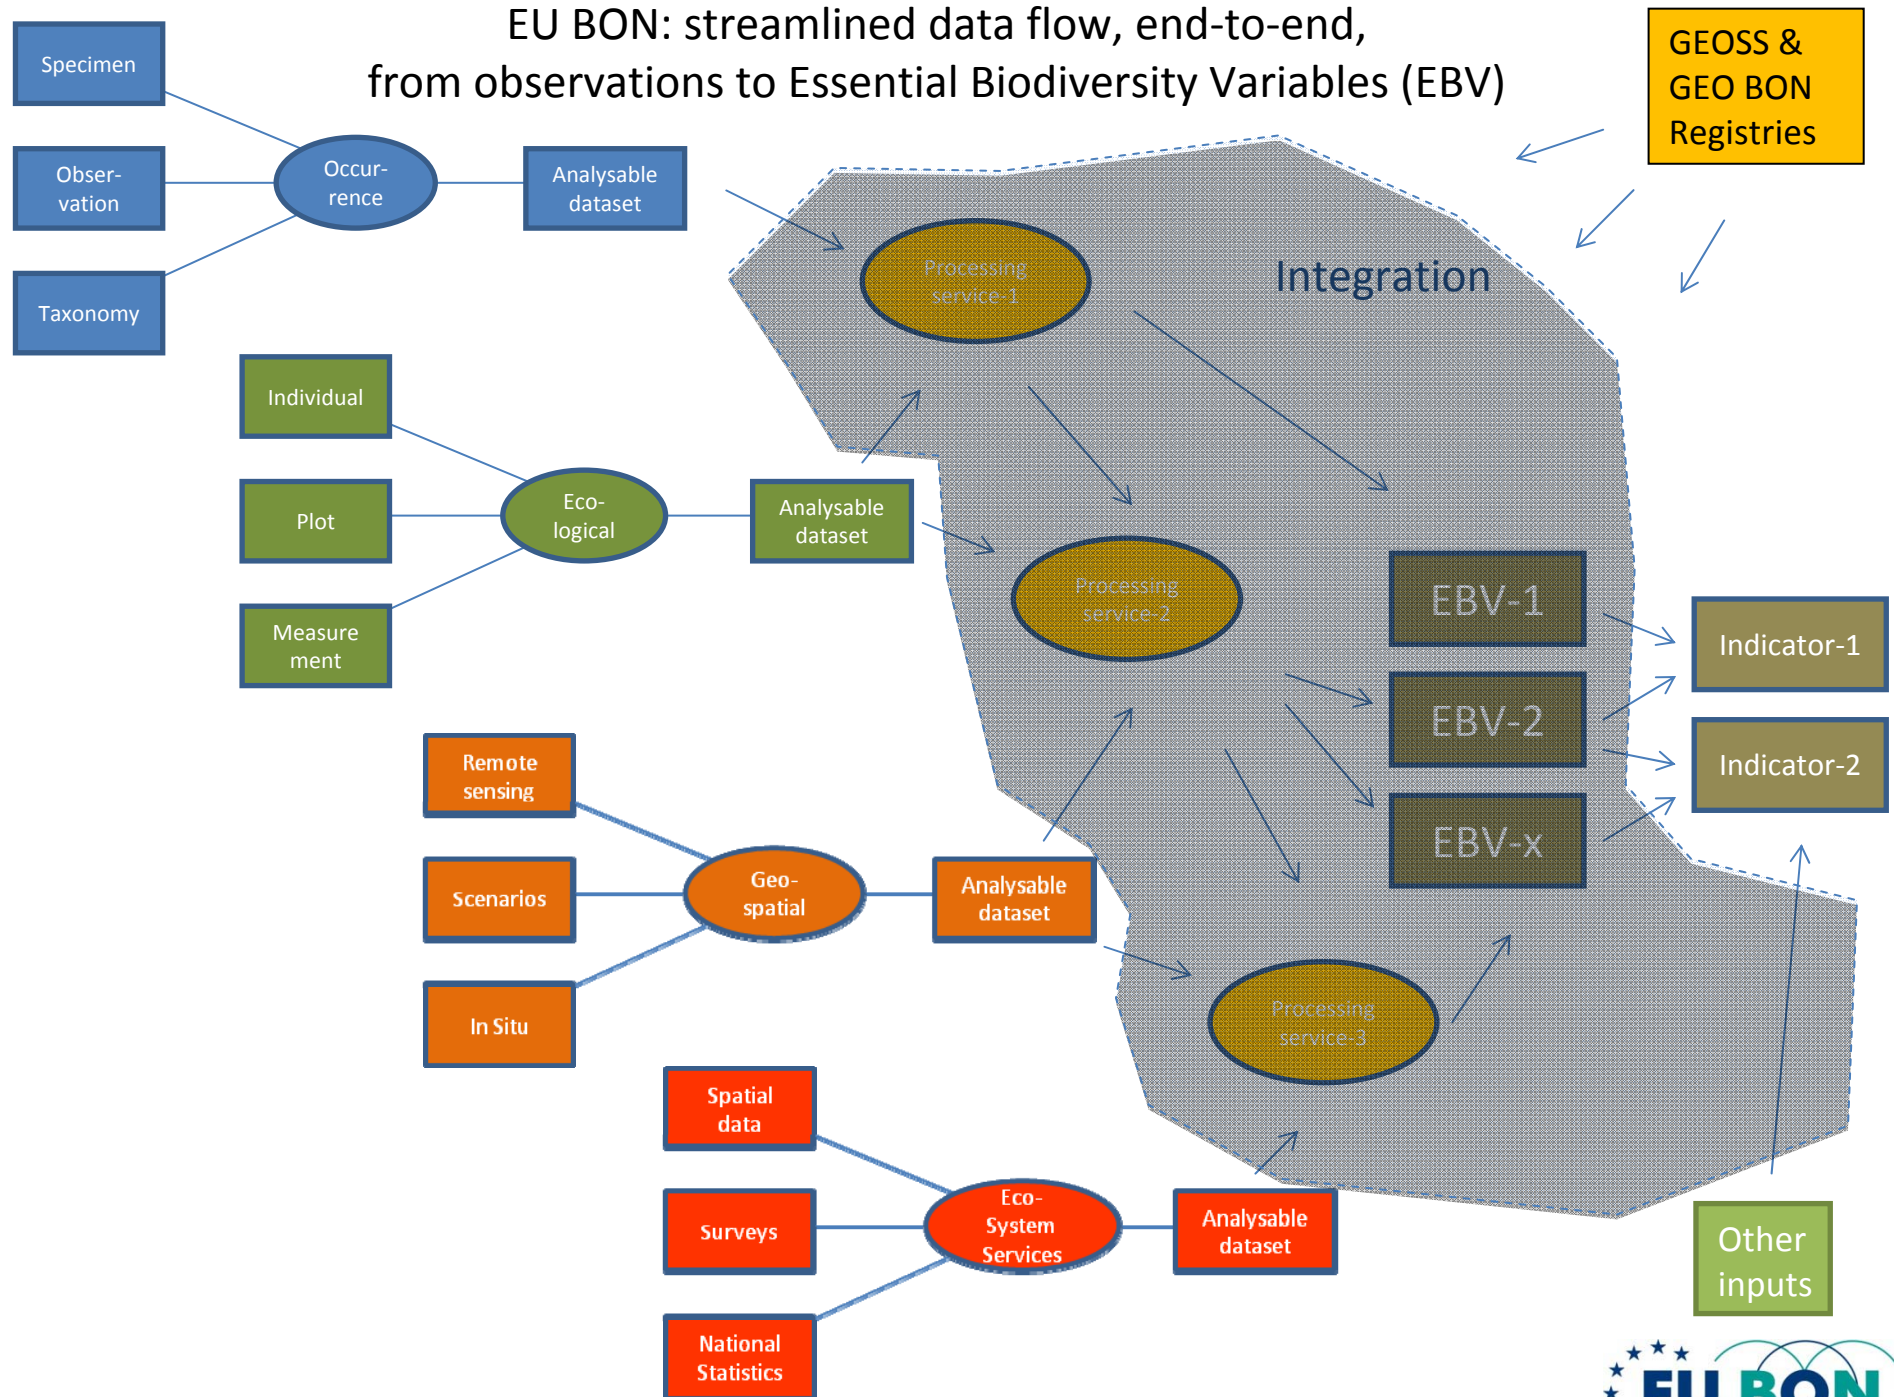 EU BON: streamlined data flow, end-to-end,
from observations to Essential Biodiversity Variables (EBV)
GEOSS &
GEO BON
Registries
Specimen
Obser-
vation
Taxonomy
Occur-
rence
Analysable
dataset
Processing
service-1
Integration
Individual
Plot
Measure
ment
Eco-
logical
Analysable
dataset
Processing
service-2
EBV-1
EBV-2
EBV-x
Indicator-1
Indicator-2
Remote
sensing
Scenarios
In Situ
Geo-
spatial
Analysable
dataset
Processing
service-3
Spatial
data
Surveys
National
Statistics
Eco-
System
Services
Analysable
dataset
Other
inputs
EU BON